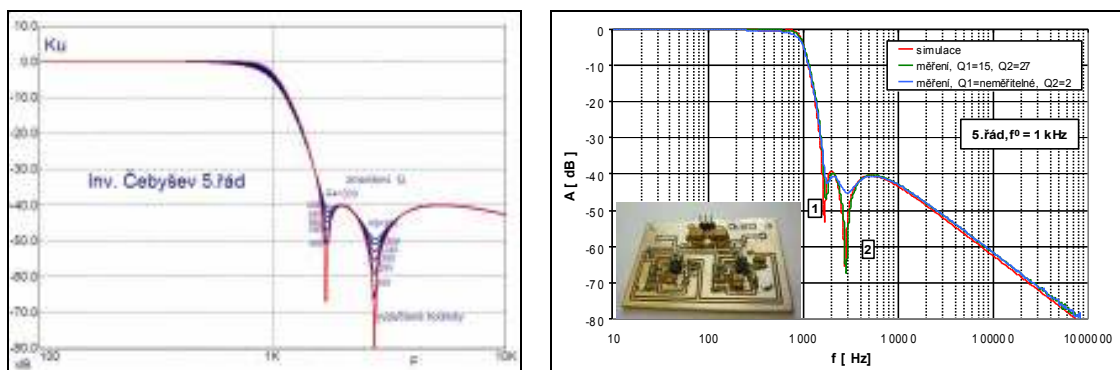 10.0
Ku
0.0
-10.0
-20.0
-30.0
-40.0
-50.0
-60.0
-70.0
-80.0
dB
Inv. Čebyšev 5.řád
100
1K
F
10K
0
-10
-20
-30
-40
-50
-60
-70
-80
A [ dB]
simulace
měření, Q1=15, Q2=27
měření, Q1=neměřitelné, Q2=2
5.řád, f⁰ = 1 kHz
1
2
10
100
1000
10000
100000
1000000
f [ Hz]